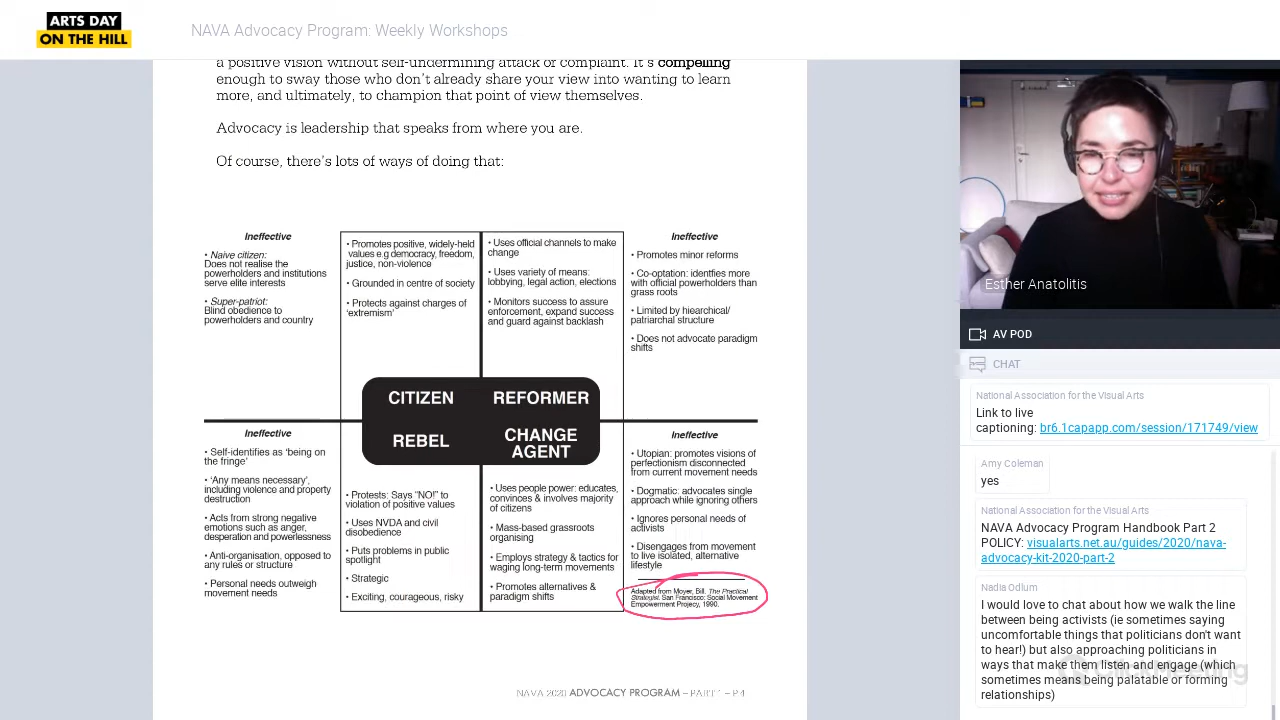 ARTS DAY
ON THE HILL
NAVA Advocacy Program: Weekly Workshops
a positive vision without self-undermining attack or complaint. It's compelling
enough to sway those who don't already share your view into wanting to learn
more, and ultimately, to champion that point of view themselves.
Advocacy is leadership that speaks from where you are.
Of course, there's lots of ways of doing that:
Ineffective
• Naive citizen:
Does not realise the
powerholders and institutions
serve elite interests
• Super-patriot:
Blind obedience to
powerholders and country
• Promotes positive, widely-held
values e.g democracy, freedom,
justice, non-violence
• Grounded in centre of society
• Protects against charges of
'extremism'
• Uses official channels to make
change
• Uses variety of means:
lobbying, legal action, elections
• Monitors success to assure
enforcement, expand success
and guard against backlash
Ineffective
• Promotes minor reforms
• Co-optation: identfies more
with official powerholders than
grass roots
• Limited by hiearchical/
patriarchal structure
• Does not advocate paradigm
shifts
CITIZEN
REFORMER
REBEL
CHANGE
AGENT
Ineffective
• Self-identifies as 'being on
the fringe'
• 'Any means necessary',
including violence and property
destruction
• Acts from strong negative
emotions such as anger,
desperation and powerlessness
• Anti-organisation, opposed to
any rules or structure
• Personal needs outweigh
movement needs
• Protests: Says "NO!" to
violation of positive values
• Uses NVDA and civil
disobedience
• Puts problems in public
spotlight
• Strategic
• Exciting, courageous, risky
• Uses people power: educates,
convinces & involves majority
of citizens
• Mass-based grassroots
organising
• Employs strategy & tactics for
waging long-term movements
• Promotes alternatives &
paradigm shifts
Ineffective
• Utopian: promotes visions of
perfectionism disconnected
from current movement needs
• Dogmatic: advocates single
approach while ignoring others
• Ignores personal needs of
activists
• Disengages from movement
to live isolated, alternative
lifestyle
Adapted from Moyer, Bill. The Practical
Strategist. San Francisco: Social Movement
Empowerment Projecy, 1990.
NAVA 2020 ADVOCACY PROGRAM – PART 1 – P.4
Esther Anatolitis
AV POD
CHAT
National Association for the Visual Arts
Link to live
captioning: br6.1capapp.com/session/171749/view
Amy Coleman
yes
National Association for the Visual Arts
NAVA Advocacy Program Handbook Part 2
POLICY: visualarts.net.au/guides/2020/nava-
advocacy-kit-2020-part-2
Nadia Odlum
I would love to chat about how we walk the line
between being activists (ie sometimes saying
uncomfortable things that politicians don't want
to hear!) but also approaching politicians in
ways that make them listen and engage (which
sometimes means being palatable or forming
relationships)